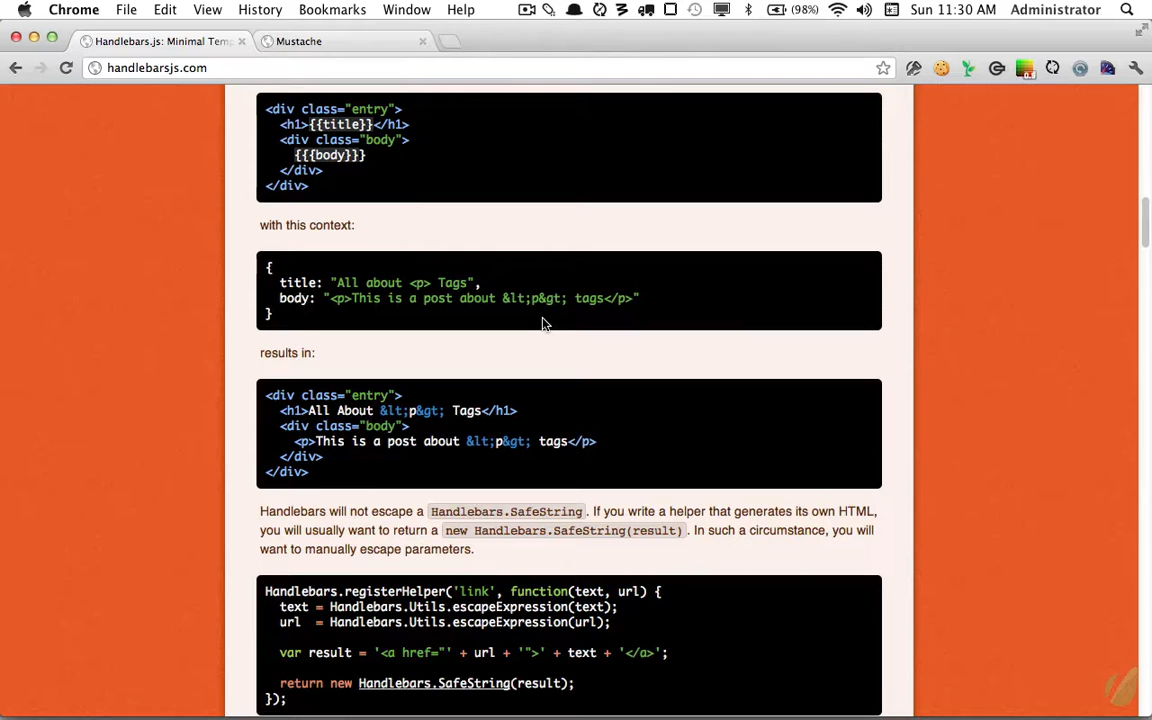 Chrome File Edit View History Bookmarks Window Help (98%) Sun 11:30 AM Administrator
Handlebars.js: Minimal Temp Mustache
handlebarsjs.com
<div class="entry">
<h1>{{title}}</h1>
<div class="body">
{{{body}}}
</div>
</div>
with this context:
{
title: "All about <p> Tags",
body: "<p>This is a post about &lt;p&gt; tags</p>"
}
results in:
<div class="entry">
<h1>All About &lt;p&gt; Tags</h1>
<div class="body">
<p>This is a post about &lt;p&gt; tags</p>
</div>
</div>
Handlebars will not escape a Handlebars.SafeString. If you write a helper that generates its own HTML,
you will usually want to return a new Handlebars.SafeString(result). In such a circumstance, you will
want to manually escape parameters.
Handlebars.registerHelper('link', function(text, url) {
text = Handlebars.Utils.escapeExpression(text);
url = Handlebars.Utils.escapeExpression(url);
var result = '<a href="' + url + '">' + text + '</a>';
return new Handlebars.SafeString(result);
});